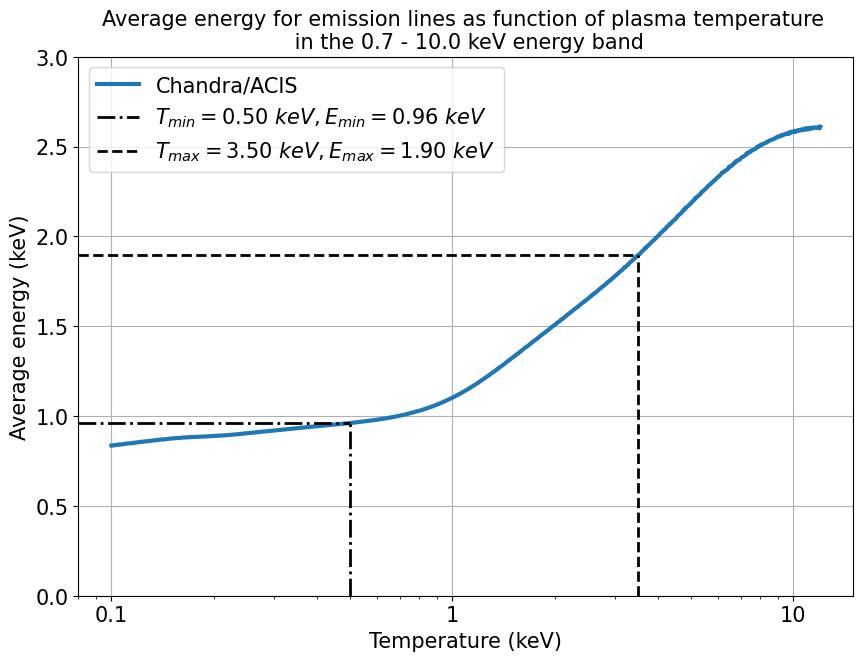 Average energy for emission lines as function of plasma temperature
in the 0.7 - 10.0 keV energy band
Chandra/ACIS
T_min = 0.50 keV, E_min = 0.96 keV
T_max = 3.50 keV, E_max = 1.90 keV
Average energy (keV)
3.0
2.5
2.0
1.5
1.0
0.5
0.0
0.1 1 10
Temperature (keV)